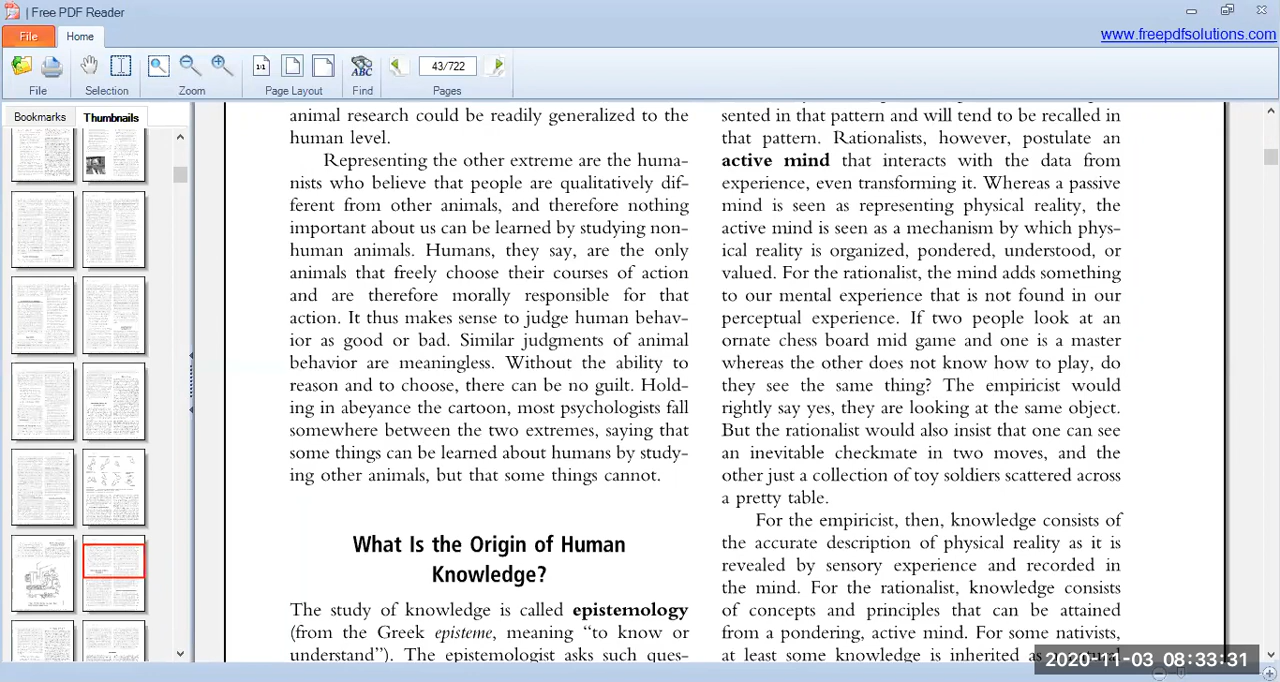 | Free PDF Reader
File
Home
www.freepdfsolutions.com
1/1
ABC
43/722
File
Selection
Zoom
Page Layout
Find
Pages
Bookmarks
Thumbnails
animal research could be readily generalized to the
human level.
Representing the other extreme are the huma-
nists who believe that people are qualitatively dif-
ferent from other animals, and therefore nothing
important about us can be learned by studying non-
human animals. Humans, they say, are the only
animals that freely choose their courses of action
and are therefore morally responsible for that
action. It thus makes sense to judge human behav-
ior as good or bad. Similar judgments of animal
behavior are meaningless. Without the ability to
reason and to choose, there can be no guilt. Hold-
ing in abeyance the cartoon, most psychologists fall
somewhere between the two extremes, saying that
some things can be learned about humans by study-
ing other animals, but that some things cannot.
What Is the Origin of Human
Knowledge?
The study of knowledge is called epistemology
(from the Greek episteme, meaning “to know or
understand”). The epistemologist asks such ques-
sented in that pattern and will tend to be recalled in
that pattern. Rationalists, however, postulate an
active mind that interacts with the data from
experience, even transforming it. Whereas a passive
mind is seen as representing physical reality, the
active mind is seen as a mechanism by which phys-
ical reality is organized, pondered, understood, or
valued. For the rationalist, the mind adds something
to our mental experience that is not found in our
perceptual experience. If two people look at an
ornate chess board mid game and one is a master
whereas the other does not know how to play, do
they see the same thing? The empiricist would
rightly say yes, they are looking at the same object.
But the rationalist would also insist that one can see
an inevitable checkmate in two moves, and the
other just a collection of toy soldiers scattered across
a pretty table.
For the empiricist, then, knowledge consists of
the accurate description of physical reality as it is
revealed by sensory experience and recorded in
the mind. For the rationalist, knowledge consists
of concepts and principles that can be attained
from a pondering, active mind. For some nativists,
at least some knowledge is inherited
2020-11-03 08:33:31